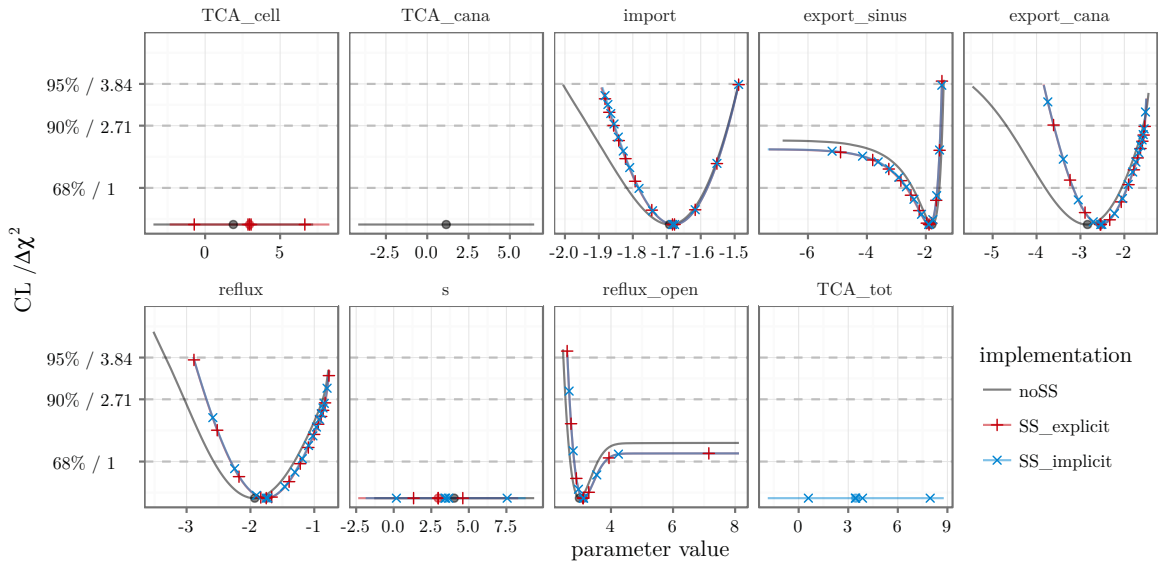 TCA_cell TCA_cana import export_sinus export_cana
95% / 3.84
90% / 2.71
68% / 1
0 5 -2.5 0.0 2.5 5.0 -2.0 -1.9 -1.8 -1.7 -1.6 -1.5 -6 -4 -2 -5 -4 -3 -2
CL /Δχ²
reflux s reflux_open TCA_tot
95% / 3.84
90% / 2.71
68% / 1
-3 -2 -1 -2.5 0.0 2.5 5.0 7.5 4 6 8 0 3 6 9
parameter value
implementation
noSS
SS_explicit
SS_implicit